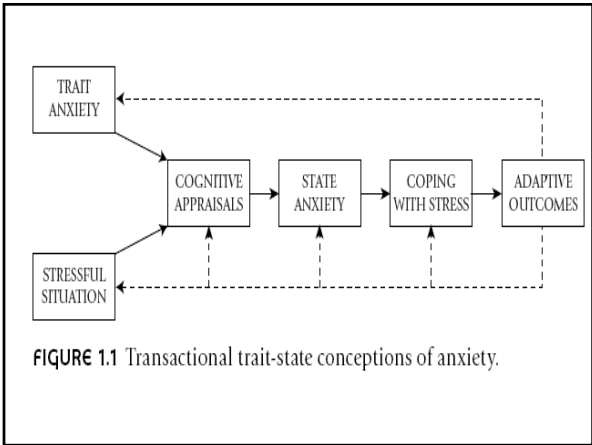 TRAIT
ANXIETY
COGNITIVE
APPRAISALS
STATE
ANXIETY
COPING
WITH STRESS
ADAPTIVE
OUTCOMES
STRESSFUL
SITUATION
FIGURE 1.1 Transactional trait-state conceptions of anxiety.